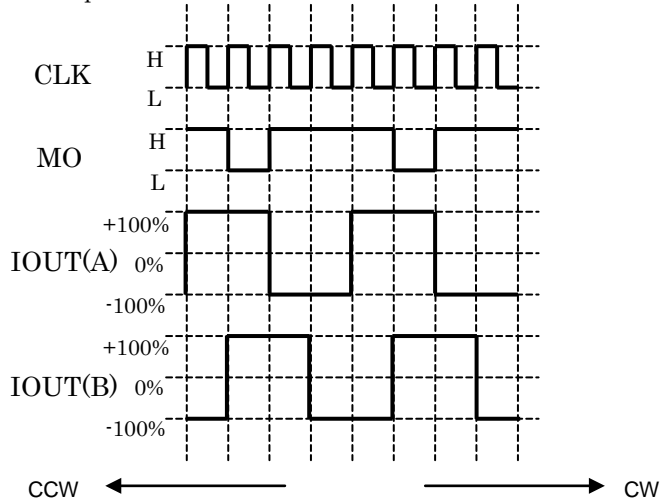 H
CLK
L
H
MO
L
+100%
IOUT(A) 0%
-100%
+100%
IOUT(B) 0%
-100%
CCW CW